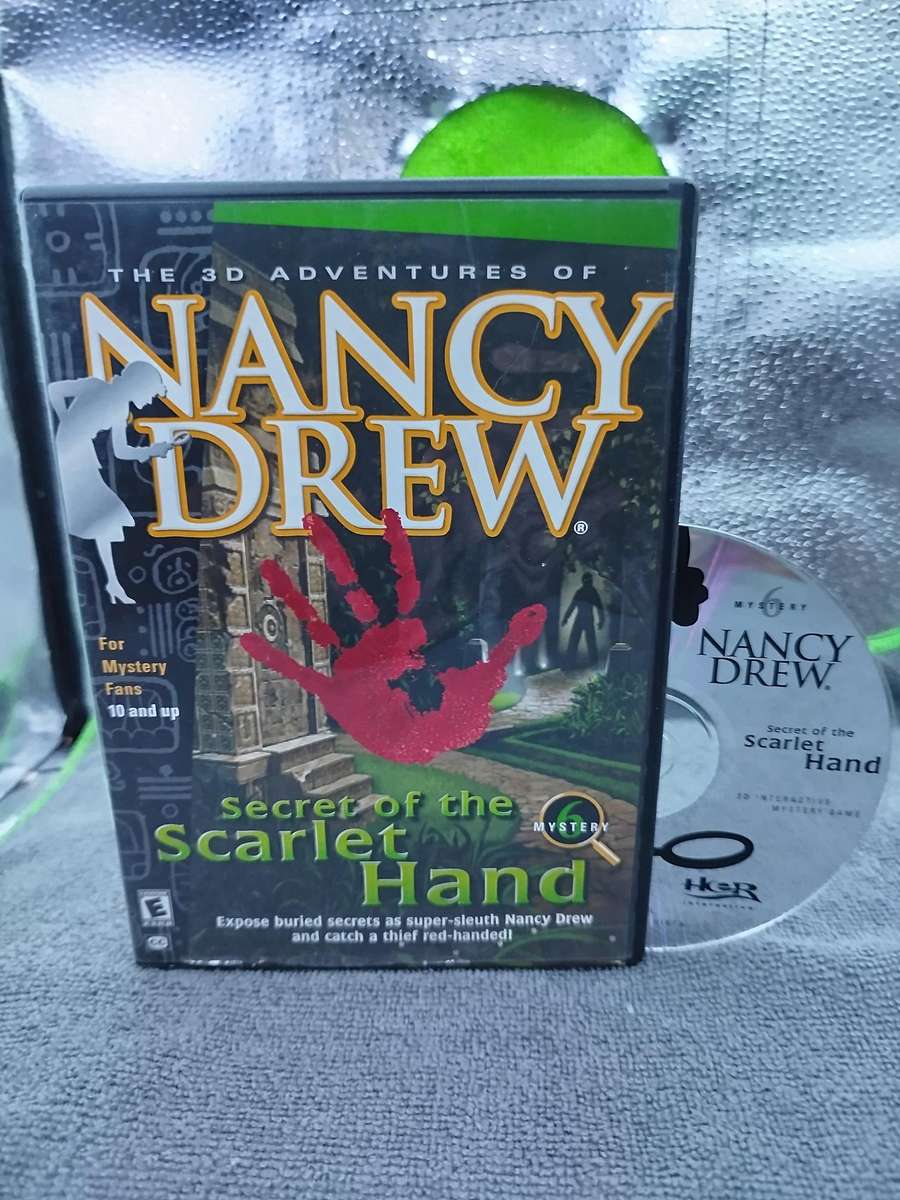 THE 3D ADVENTURES OF
NANCY
DREW®
For
Mystery
Fans
10 and up
Secret of the
Scarlet
Hand
6
MYSTERY
Expose buried secrets as super-sleuth Nancy Drew
and catch a thief red-handed!
E
MYSTERY 6
NANCY
DREW®
Secret of the
Scarlet
Hand
3D INTERACTIVE
MYSTERY GAME
HER
interactive